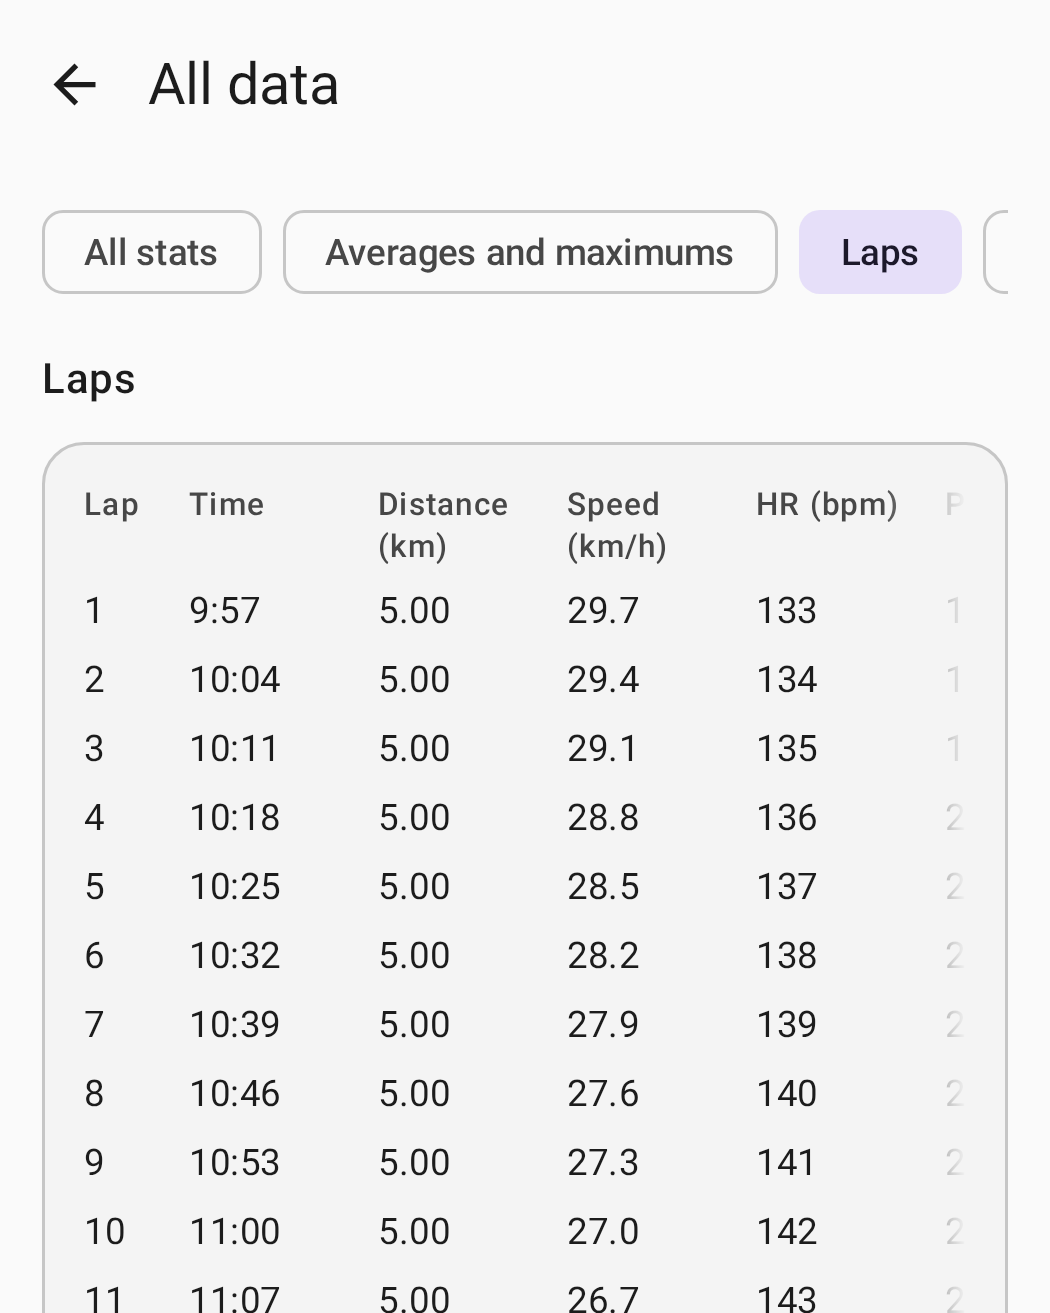 All data
All stats Averages and maximums Laps
Laps
Lap Time Distance (km) Speed (km/h) HR (bpm)
1 9:57 5.00 29.7 133
2 10:04 5.00 29.4 134
3 10:11 5.00 29.1 135
4 10:18 5.00 28.8 136
5 10:25 5.00 28.5 137
6 10:32 5.00 28.2 138
7 10:39 5.00 27.9 139
8 10:46 5.00 27.6 140
9 10:53 5.00 27.3 141
10 11:00 5.00 27.0 142
11 11:07 5.00 26.7 143